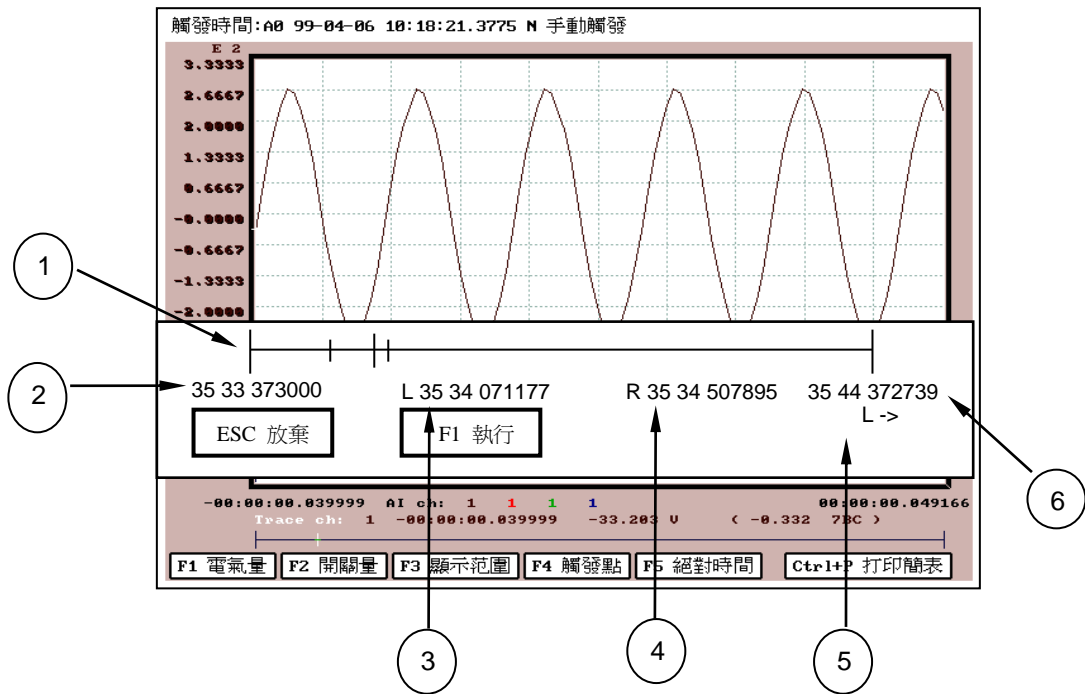 觸發時間:A0 99-04-06 10:18:21.3775 N 手動觸發
E 2
3.3333
2.6667
2.0000
1.3333
0.6667
-0.0000
-0.6667
-1.3333
-2.0000
1
2
35 33 373000 L 35 34 071177 R 35 34 507895 35 44 372739
L ->
ESC 放棄 F1 執行
6
-00:00:00.039999 AI ch: 1 1 1 1 00:00:00.049166
Trace ch: 1 -00:00:00.039999 -33.203 V ( -0.332 7BC )
F1 電氣量 F2 開關量 F3 顯示范圍 F4 觸發點 F5 絕對時間 Ctrl+P 打印簡表
3 4 5